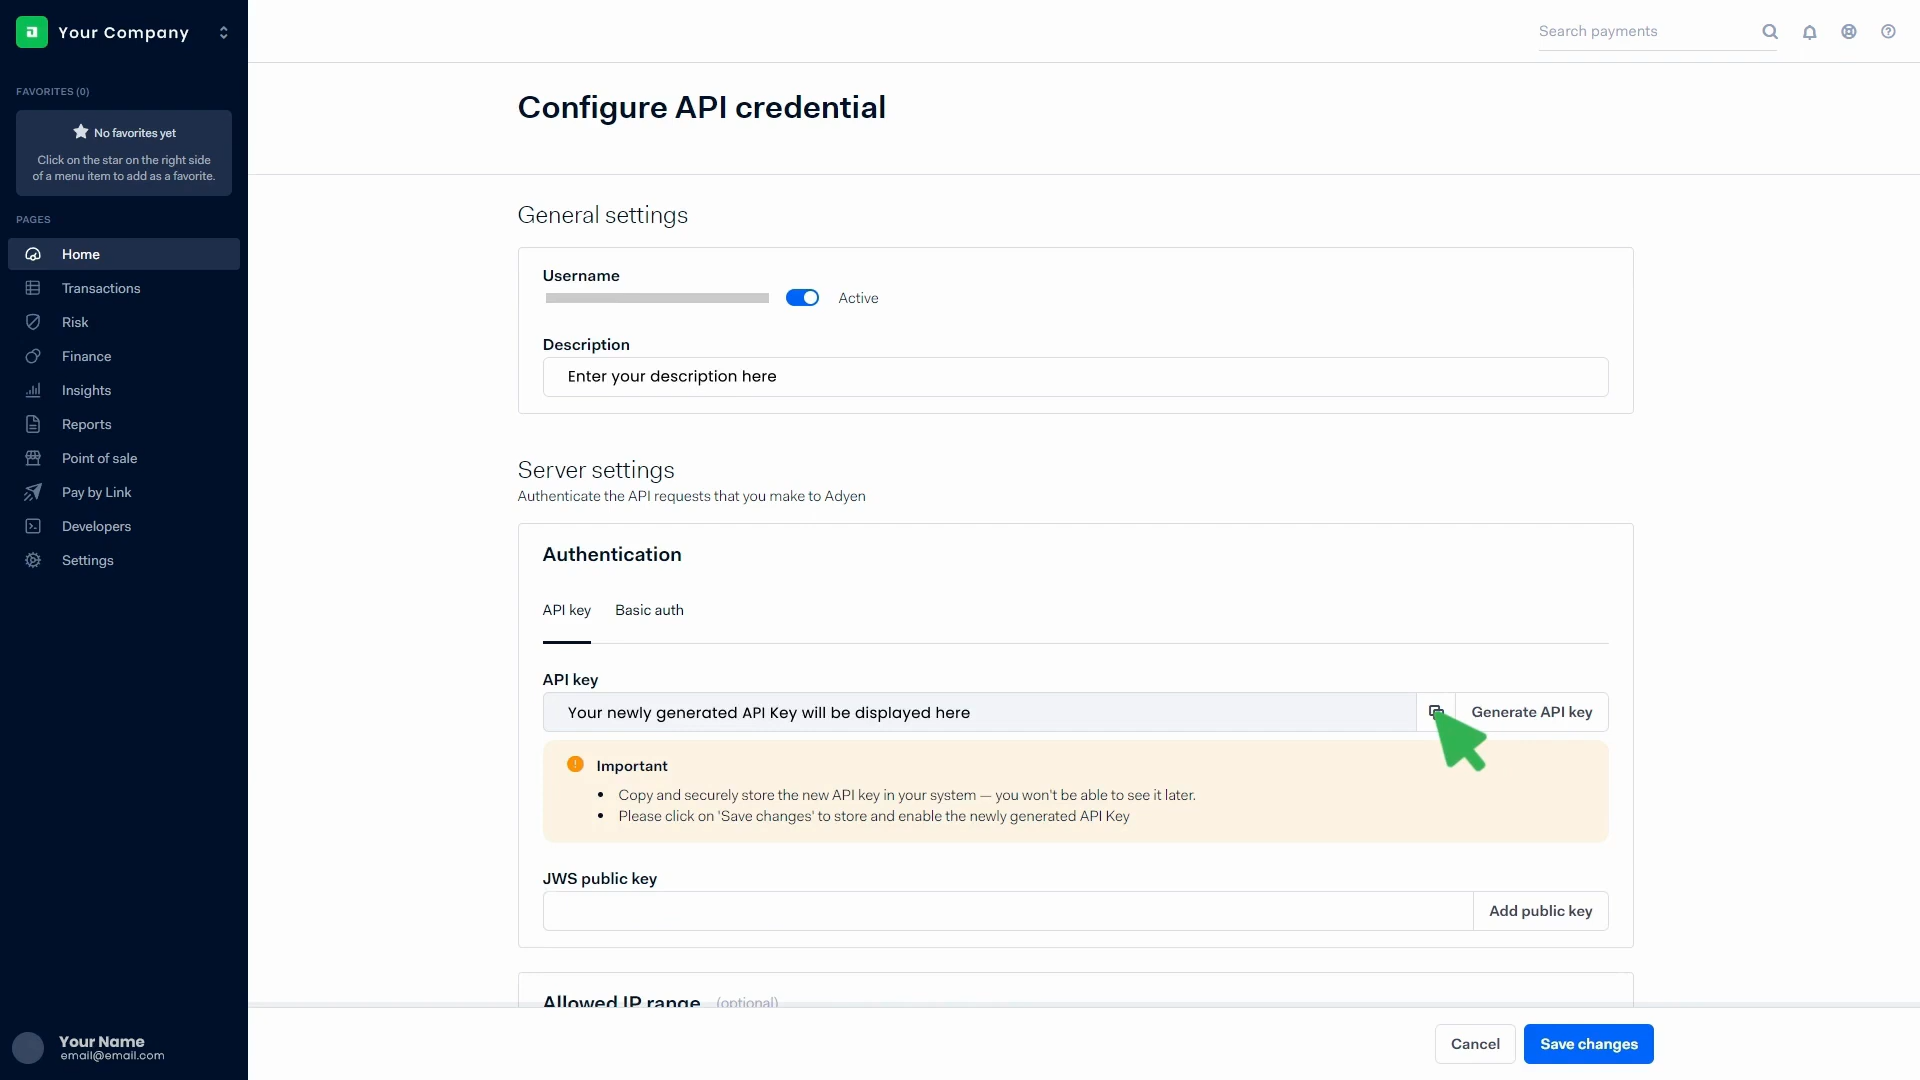 Your Company
FAVORITES (0)
No favorites yet
Click on the star on the right side
of a menu item to add as a favorite.
PAGES
Home
Transactions
Risk
Finance
Insights
Reports
Point of sale
Pay by Link
Developers
Settings
Your Name
email@email.com
Search payments
Configure API credential
General settings
Username
Active
Description
Enter your description here
Server settings
Authenticate the API requests that you make to Adyen
Authentication
API key Basic auth
API key
Your newly generated API Key will be displayed here
Generate API key
Important
• Copy and securely store the new API key in your system — you won't be able to see it later.
• Please click on 'Save changes' to store and enable the newly generated API Key
JWS public key
Add public key
Allowed IP range (optional)
Cancel
Save changes